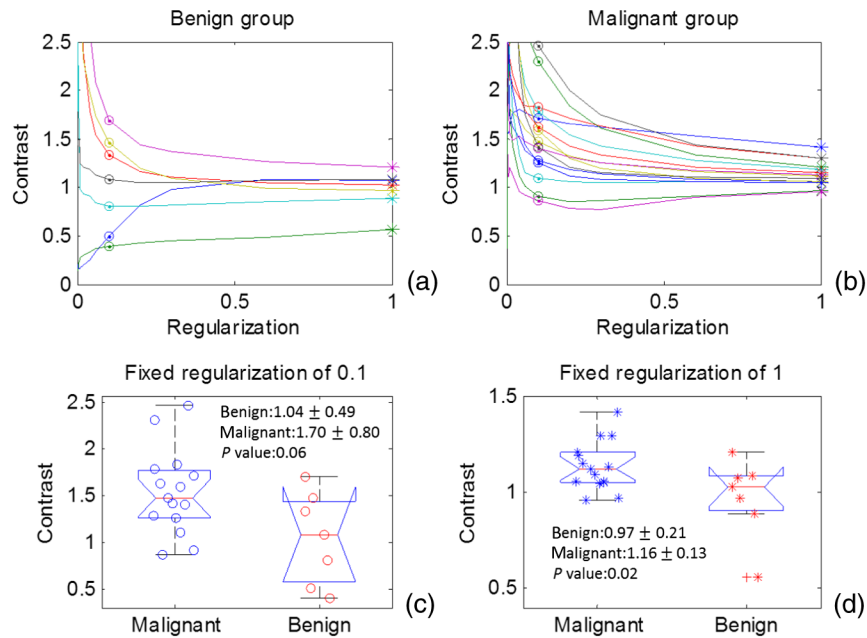 Benign group
Contrast
2.5
2
1.5
1
0.5
0
0
0.5
1
Regularization
(a)
Malignant group
Contrast
2.5
2
1.5
1
0.5
0
0
0.5
1
Regularization
(b)
Fixed regularization of 0.1
Contrast
2.5
2
1.5
1
0.5
Benign:1.04 ± 0.49
Malignant:1.70 ± 0.80
P value:0.06
Malignant
Benign
(c)
Fixed regularization of 1
Contrast
1.5
1
0.5
Benign:0.97 ± 0.21
Malignant:1.16 ± 0.13
P value:0.02
Malignant
Benign
(d)